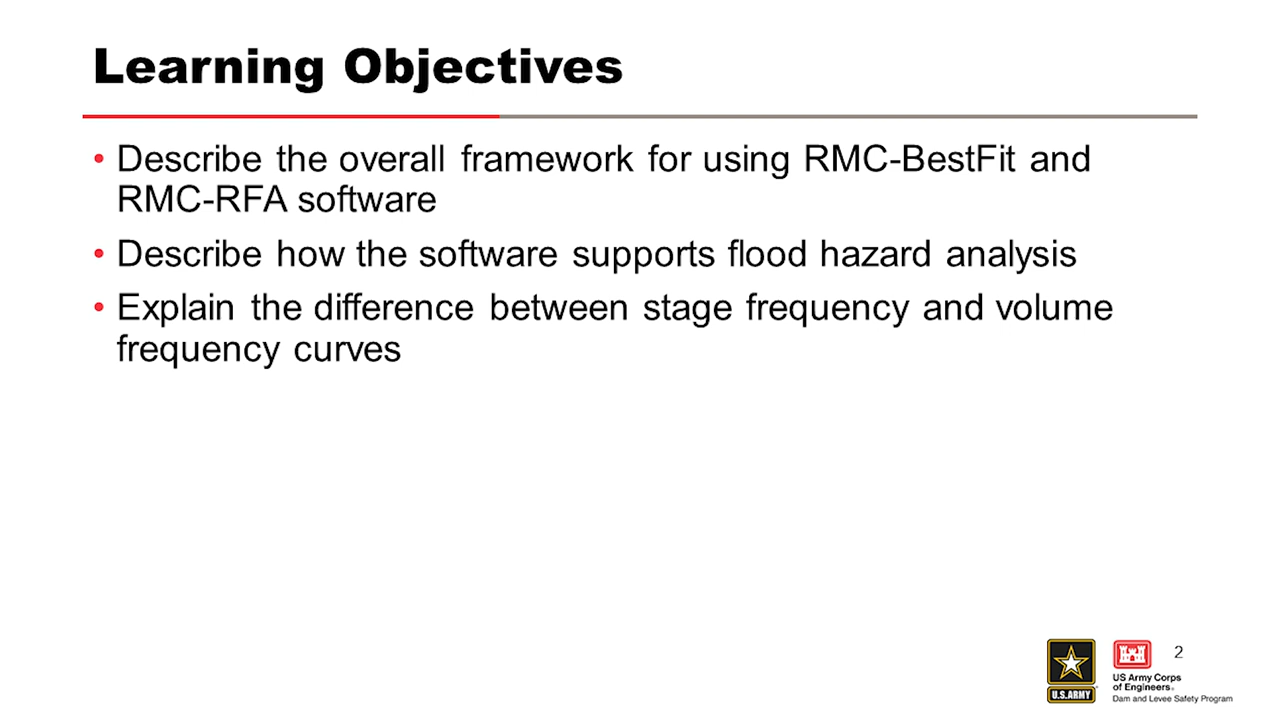 Learning Objectives
• Describe the overall framework for using RMC-BestFit and
RMC-RFA software
• Describe how the software supports flood hazard analysis
• Explain the difference between stage frequency and volume
frequency curves
2
U.S.ARMY
US Army Corps
of Engineers®
Dam and Levee Safety Program